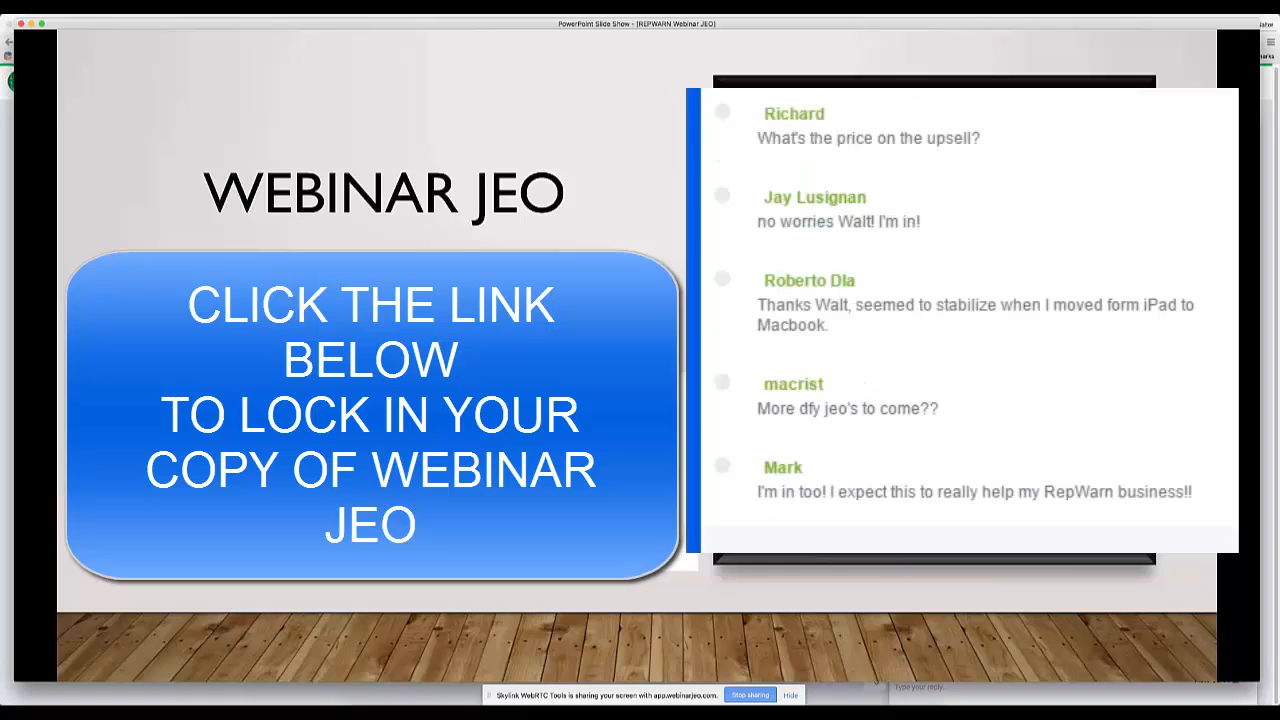 PowerPoint Slide Show - [REPWARN Webinar JEO]
WEBINAR JEO
CLICK THE LINK
BELOW
TO LOCK IN YOUR
COPY OF WEBINAR
JEO
Richard
What's the price on the upsell?
Jay Lusignan
no worries Walt! I'm in!
Roberto Dla
Thanks Walt, seemed to stabilize when I moved form iPad to
Macbook.
macrist
More dfy jeo's to come??
Mark
I'm in too! I expect this to really help my RepWarn business!!
Skylink WebRTC Tools is sharing your screen with app.webinarjeo.com.
Stop sharing
Hide
Type your reply...